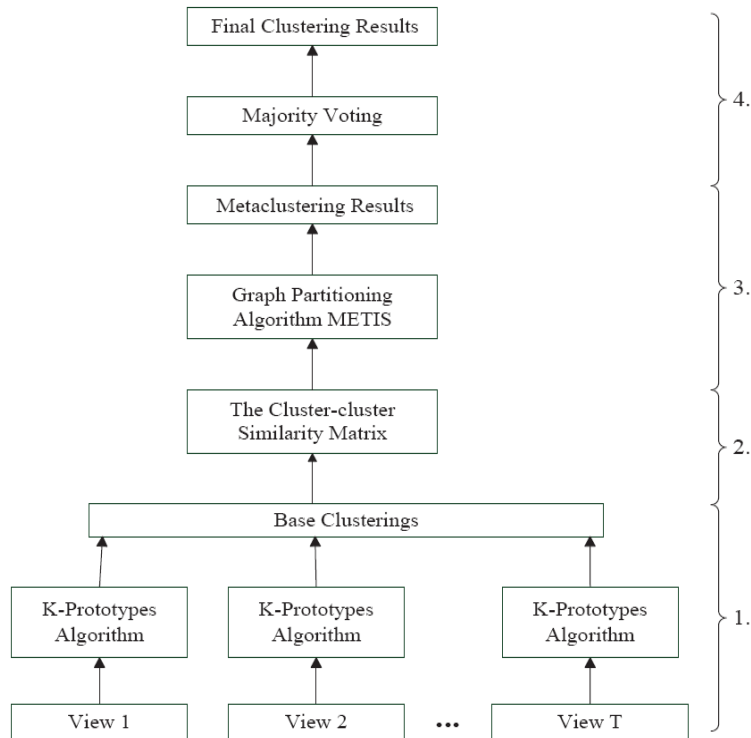 Final Clustering Results
4.
Majority Voting
Metaclustering Results
3.
Graph Partitioning
Algorithm METIS
The Cluster-cluster
Similarity Matrix
2.
Base Clusterings
K-Prototypes
Algorithm
K-Prototypes
Algorithm
K-Prototypes
Algorithm
1.
View 1
View 2
...
View T